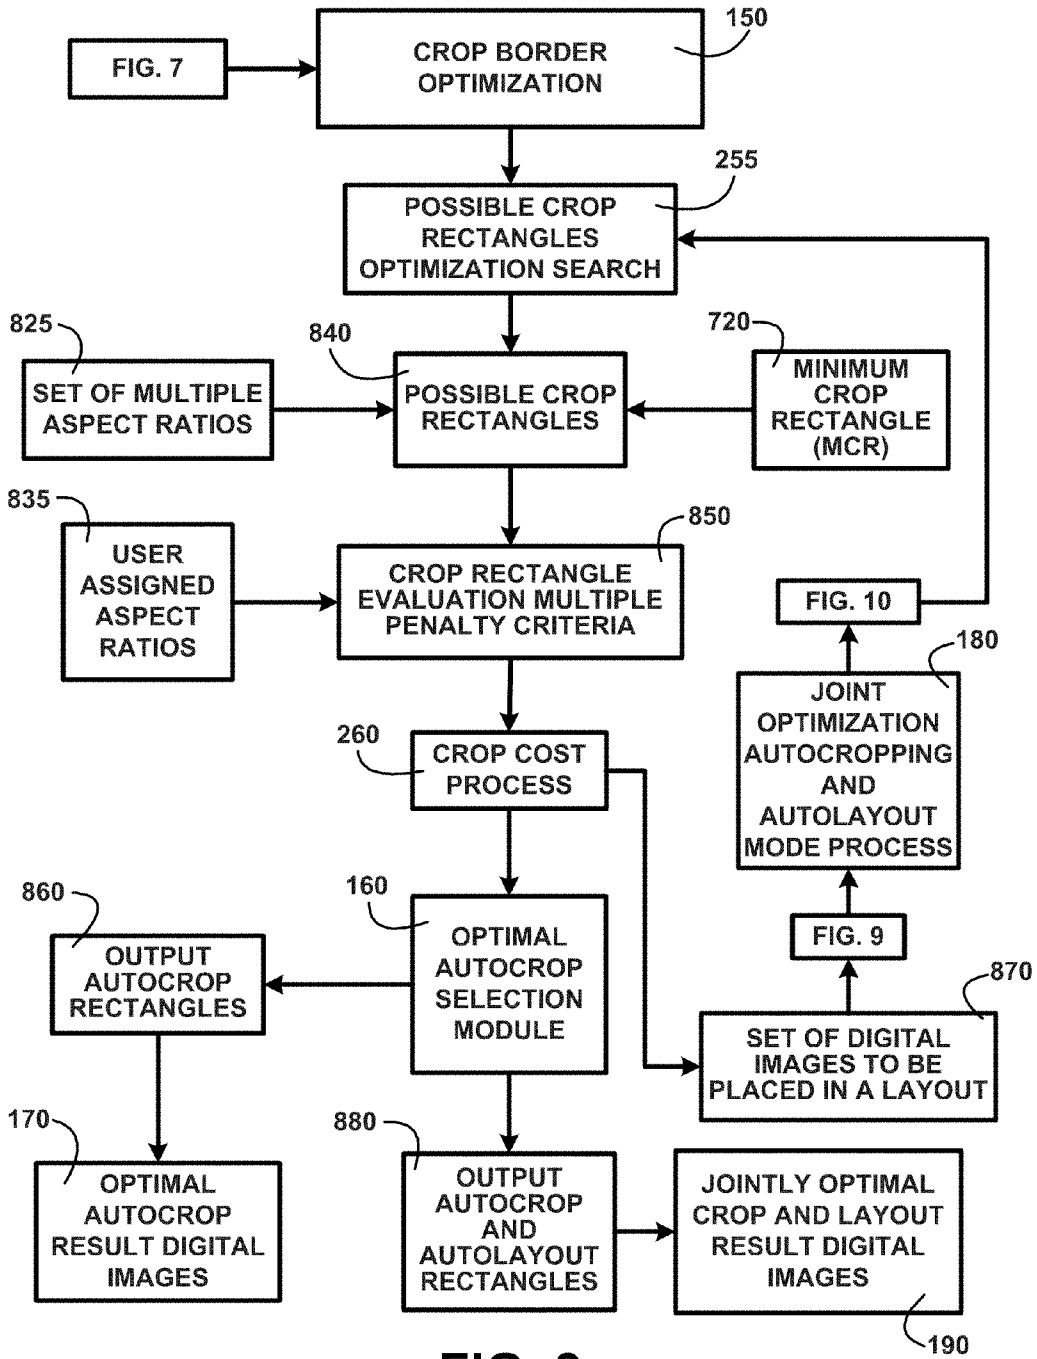 150
FIG. 7
CROP BORDER
OPTIMIZATION
255
POSSIBLE CROP
RECTANGLES
OPTIMIZATION SEARCH
825
840
720
SET OF MULTIPLE
ASPECT RATIOS
POSSIBLE CROP
RECTANGLES
MINIMUM
CROP
RECTANGLE
(MCR)
835
850
USER
ASSIGNED
ASPECT
RATIOS
CROP RECTANGLE
EVALUATION MULTIPLE
PENALTY CRITERIA
FIG. 10
180
JOINT
OPTIMIZATION
AUTOCROPPING
AND
AUTOLAYOUT
MODE PROCESS
260
CROP COST
PROCESS
860
160
OUTPUT
AUTOCROP
RECTANGLES
OPTIMAL
AUTOCROP
SELECTION
MODULE
FIG. 9
870
SET OF DIGITAL
IMAGES TO BE
PLACED IN A LAYOUT
170
880
OPTIMAL
AUTOCROP
RESULT DIGITAL
IMAGES
OUTPUT
AUTOCROP
AND
AUTOLAYOUT
RECTANGLES
JOINTLY OPTIMAL
CROP AND LAYOUT
RESULT DIGITAL
IMAGES
190